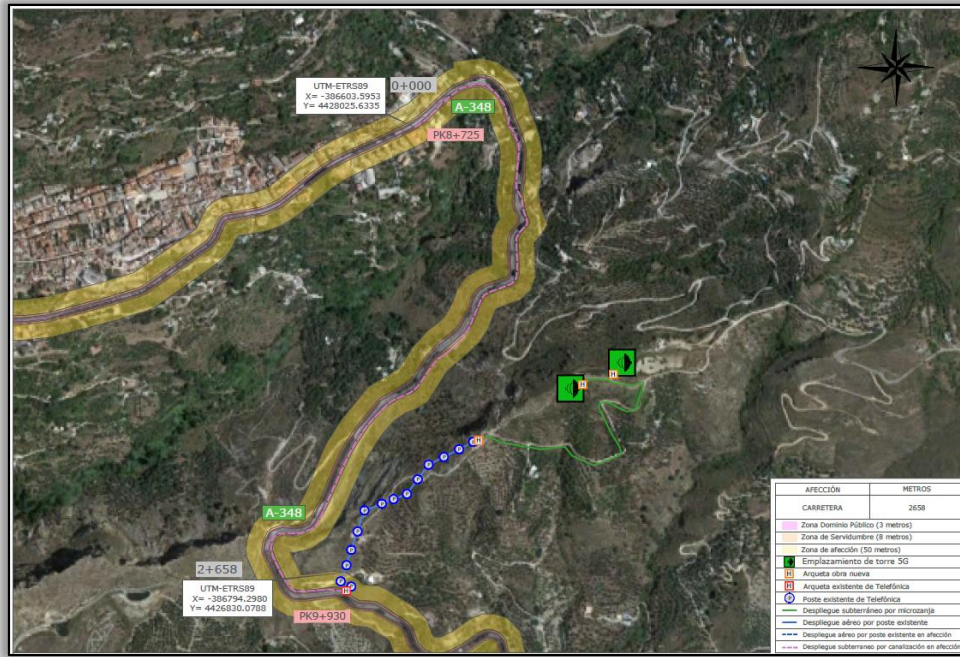 UTM-ETRS89
X= -386603.5953
Y= 4428025.6335
0+000
A-348
PK8+725
A-348
2+658
UTM-ETRS89
X= -386794.2980
Y= 4426830.0788
PK9+930
AFECCIÓN METROS
CARRETERA 2658
Zona Dominio Público (3 metros)
Zona de Servidumbre (8 metros)
Zona de afección (50 metros)
Emplazamiento de torre 5G
H Arqueta obra nueva
H Arqueta existente de Telefónica
P Poste existente de Telefónica
Despliegue subterráneo por microzanja
Despliegue aéreo por poste existente
Despliegue aéreo por poste existente en afección
Despliegue subterraneo por canalización en afección